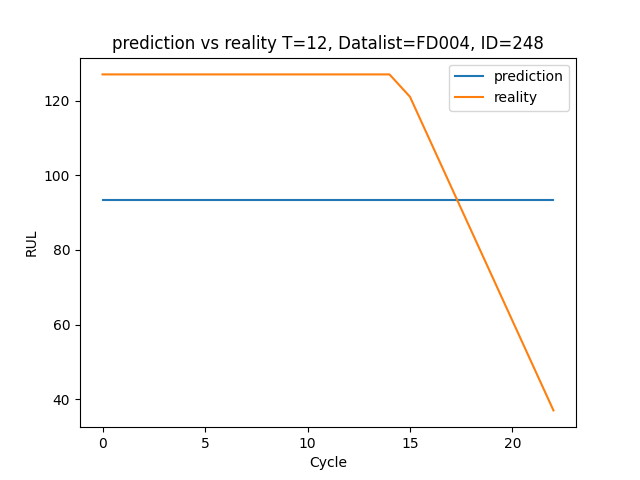 prediction vs reality T=12, Datalist=FD004, ID=248
prediction
reality
120
100
80
60
40
RUL
0 5 10 15 20
Cycle